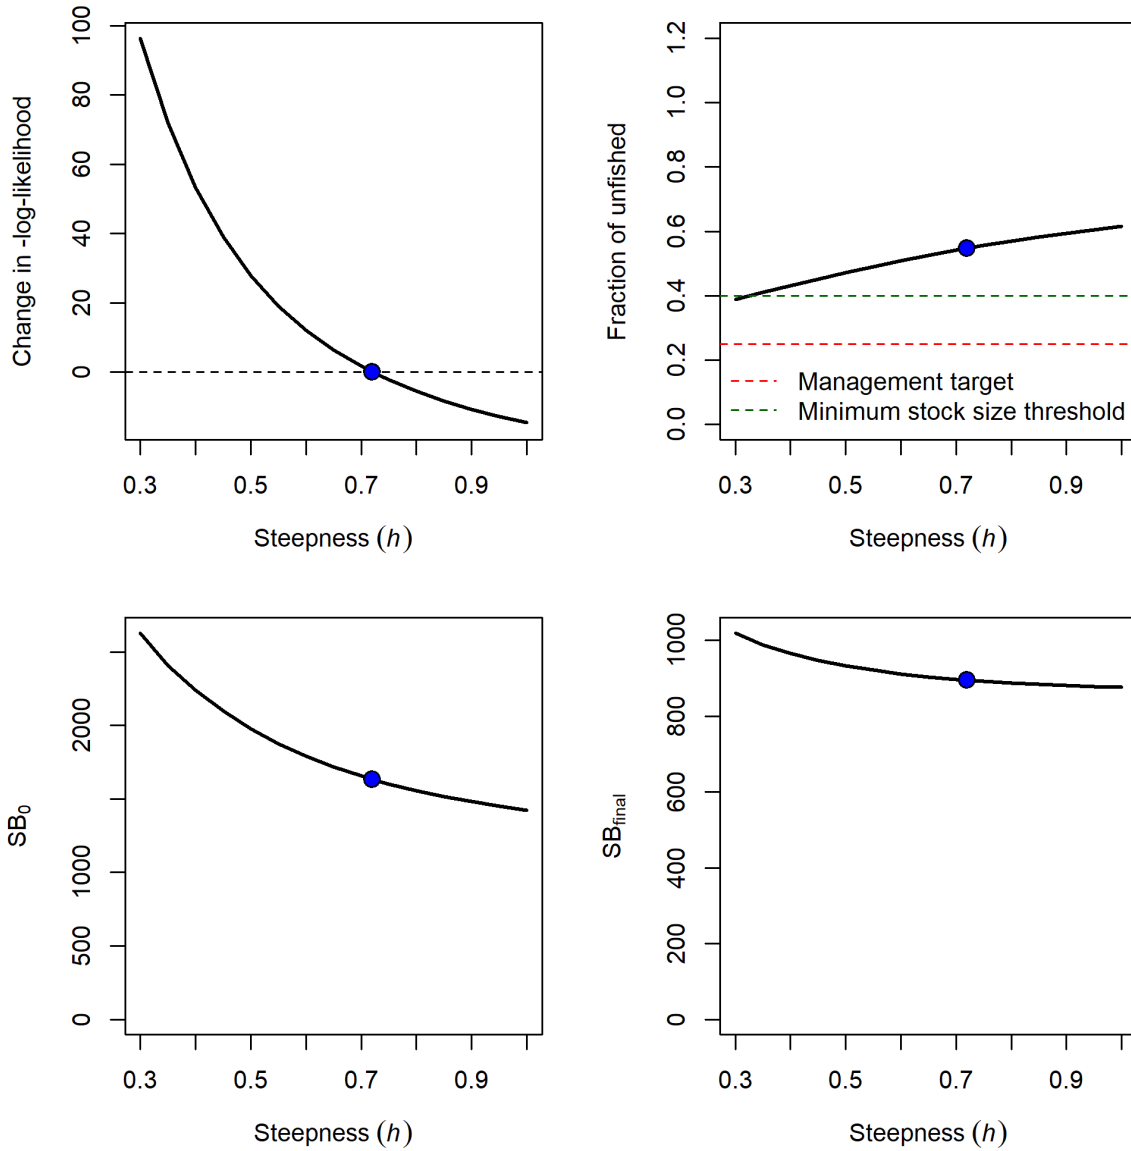 Change in -log-likelihood
100
80
60
40
20
0
0.3 0.5 0.7 0.9
Steepness (h)
Fraction of unfished
1.2
1.0
0.8
0.6
0.4
0.2
0.0
Management target
Minimum stock size threshold
0.3 0.5 0.7 0.9
Steepness (h)
SB0
2000
1000
500
0
0.3 0.5 0.7 0.9
Steepness (h)
SBfinal
1000
800
600
400
200
0
0.3 0.5 0.7 0.9
Steepness (h)